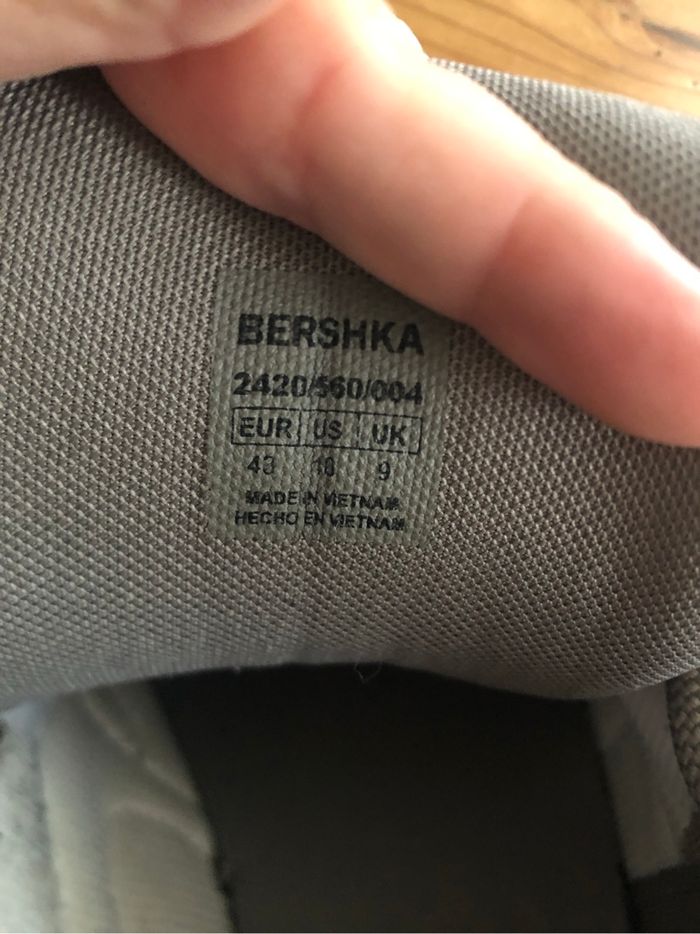 BERSHKA
2420/560/004
EUR US UK
43 10 9
MADE IN VIETNAM
HECHO EN VIETNAM